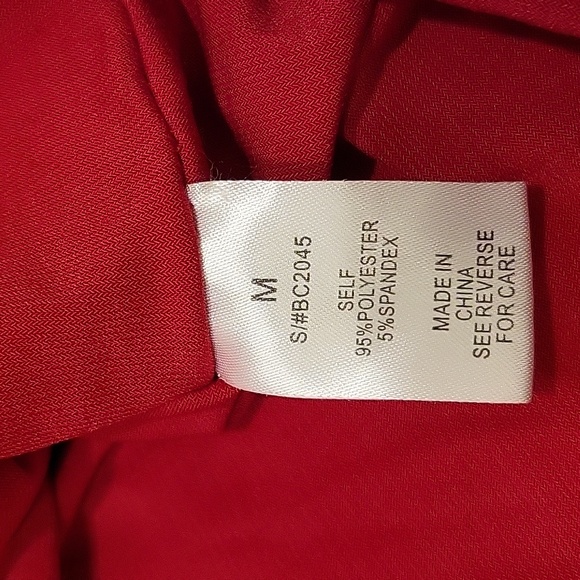 M
S/#BC2045
SELF
95%POLYESTER
5%SPANDEX
MADE IN
CHINA
SEE REVERSE
FOR CARE